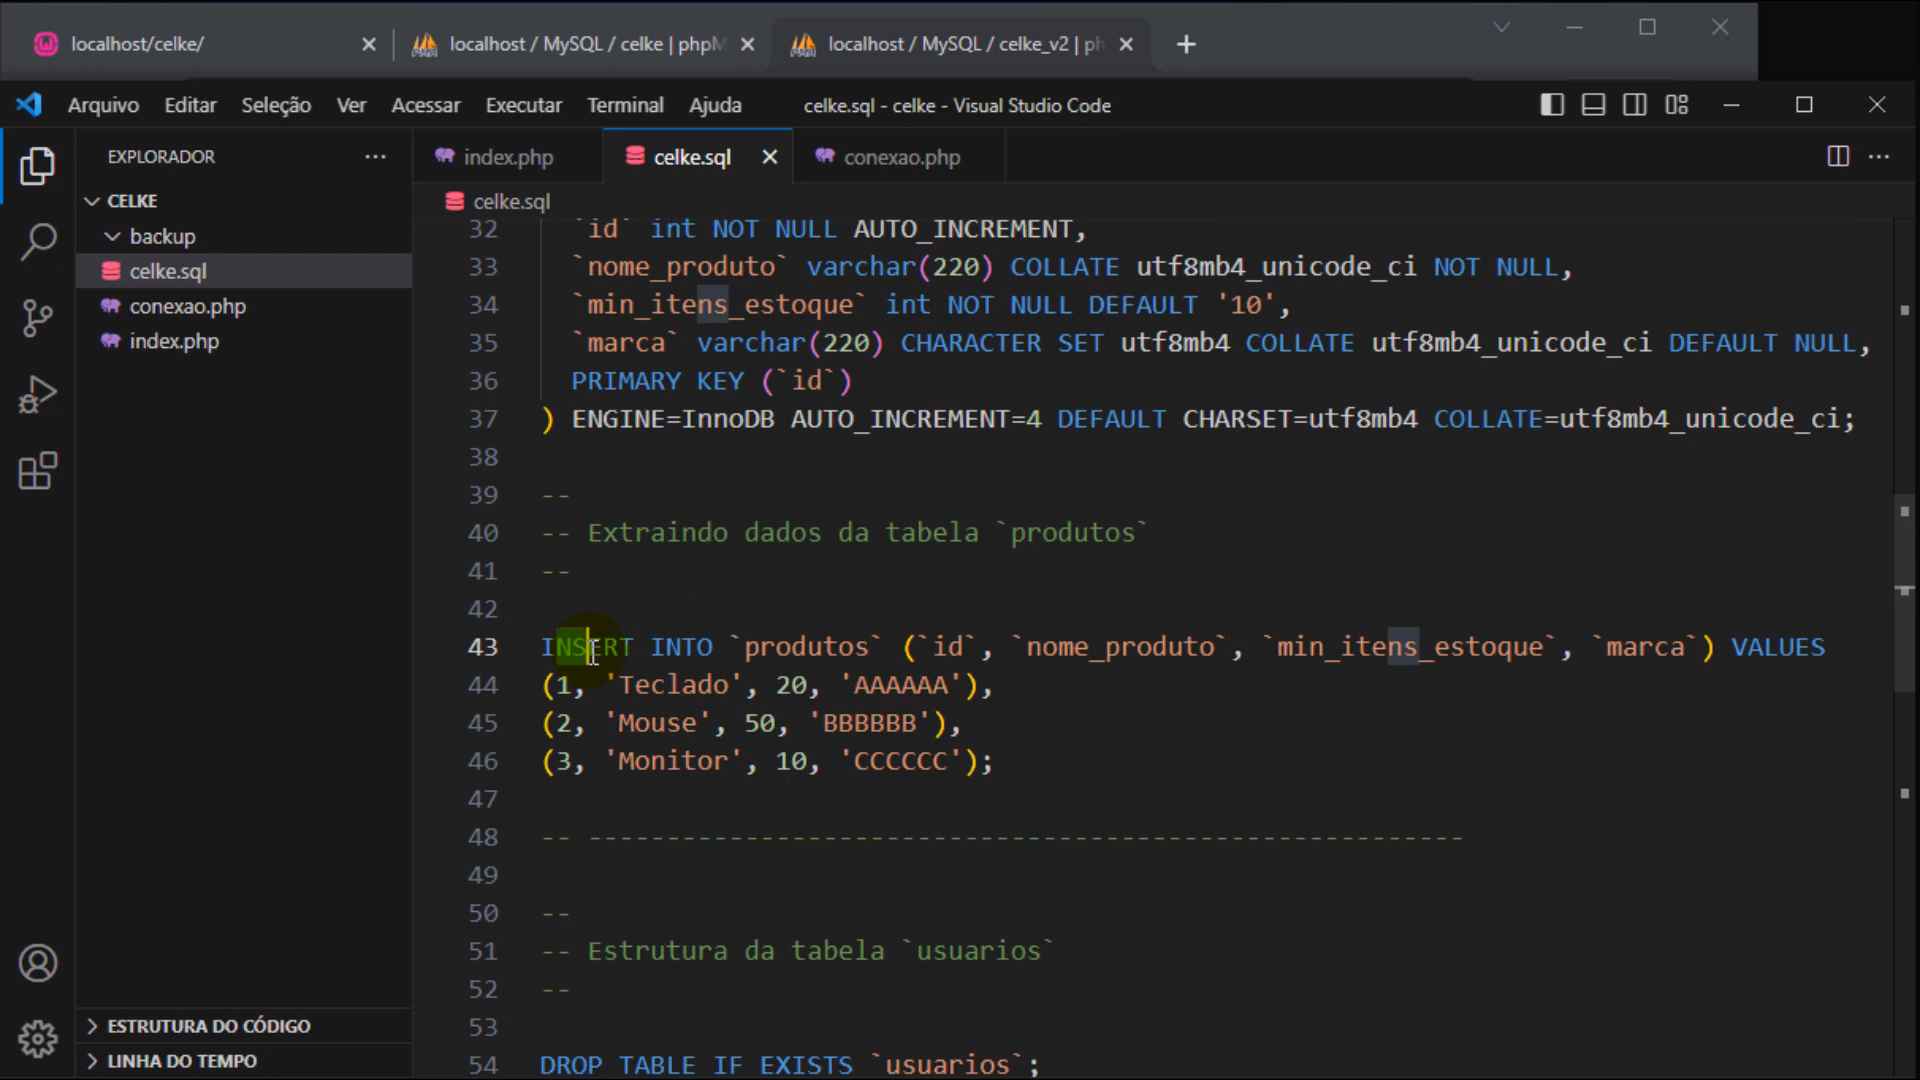 localhost/celke/
localhost / MySQL / celke | phpM
localhost / MySQL / celke_v2 | ph
Arquivo Editar Seleção Ver Acessar Executar Terminal Ajuda
celke.sql - celke - Visual Studio Code
EXPLORADOR
index.php
celke.sql
conexao.php
CELKE
backup
celke.sql
conexao.php
index.php
ESTRUTURA DO CÓDIGO
LINHA DO TEMPO
celke.sql
32 `id` int NOT NULL AUTO_INCREMENT,
33 `nome_produto` varchar(220) COLLATE utf8mb4_unicode_ci NOT NULL,
34 `min_itens_estoque` int NOT NULL DEFAULT '10',
35 `marca` varchar(220) CHARACTER SET utf8mb4 COLLATE utf8mb4_unicode_ci DEFAULT NULL,
36 PRIMARY KEY (`id`)
37 ) ENGINE=InnoDB AUTO_INCREMENT=4 DEFAULT CHARSET=utf8mb4 COLLATE=utf8mb4_unicode_ci;
38
39 --
40 -- Extraindo dados da tabela `produtos`
41 --
42
43 INSERT INTO `produtos` (`id`, `nome_produto`, `min_itens_estoque`, `marca`) VALUES
44 (1, 'Teclado', 20, 'AAAAAA'),
45 (2, 'Mouse', 50, 'BBBBBB'),
46 (3, 'Monitor', 10, 'CCCCCC');
47
48 -- --------------------------------------------------------
49
50 --
51 -- Estrutura da tabela `usuarios`
52 --
53
54 DROP TABLE IF EXISTS `usuarios`;